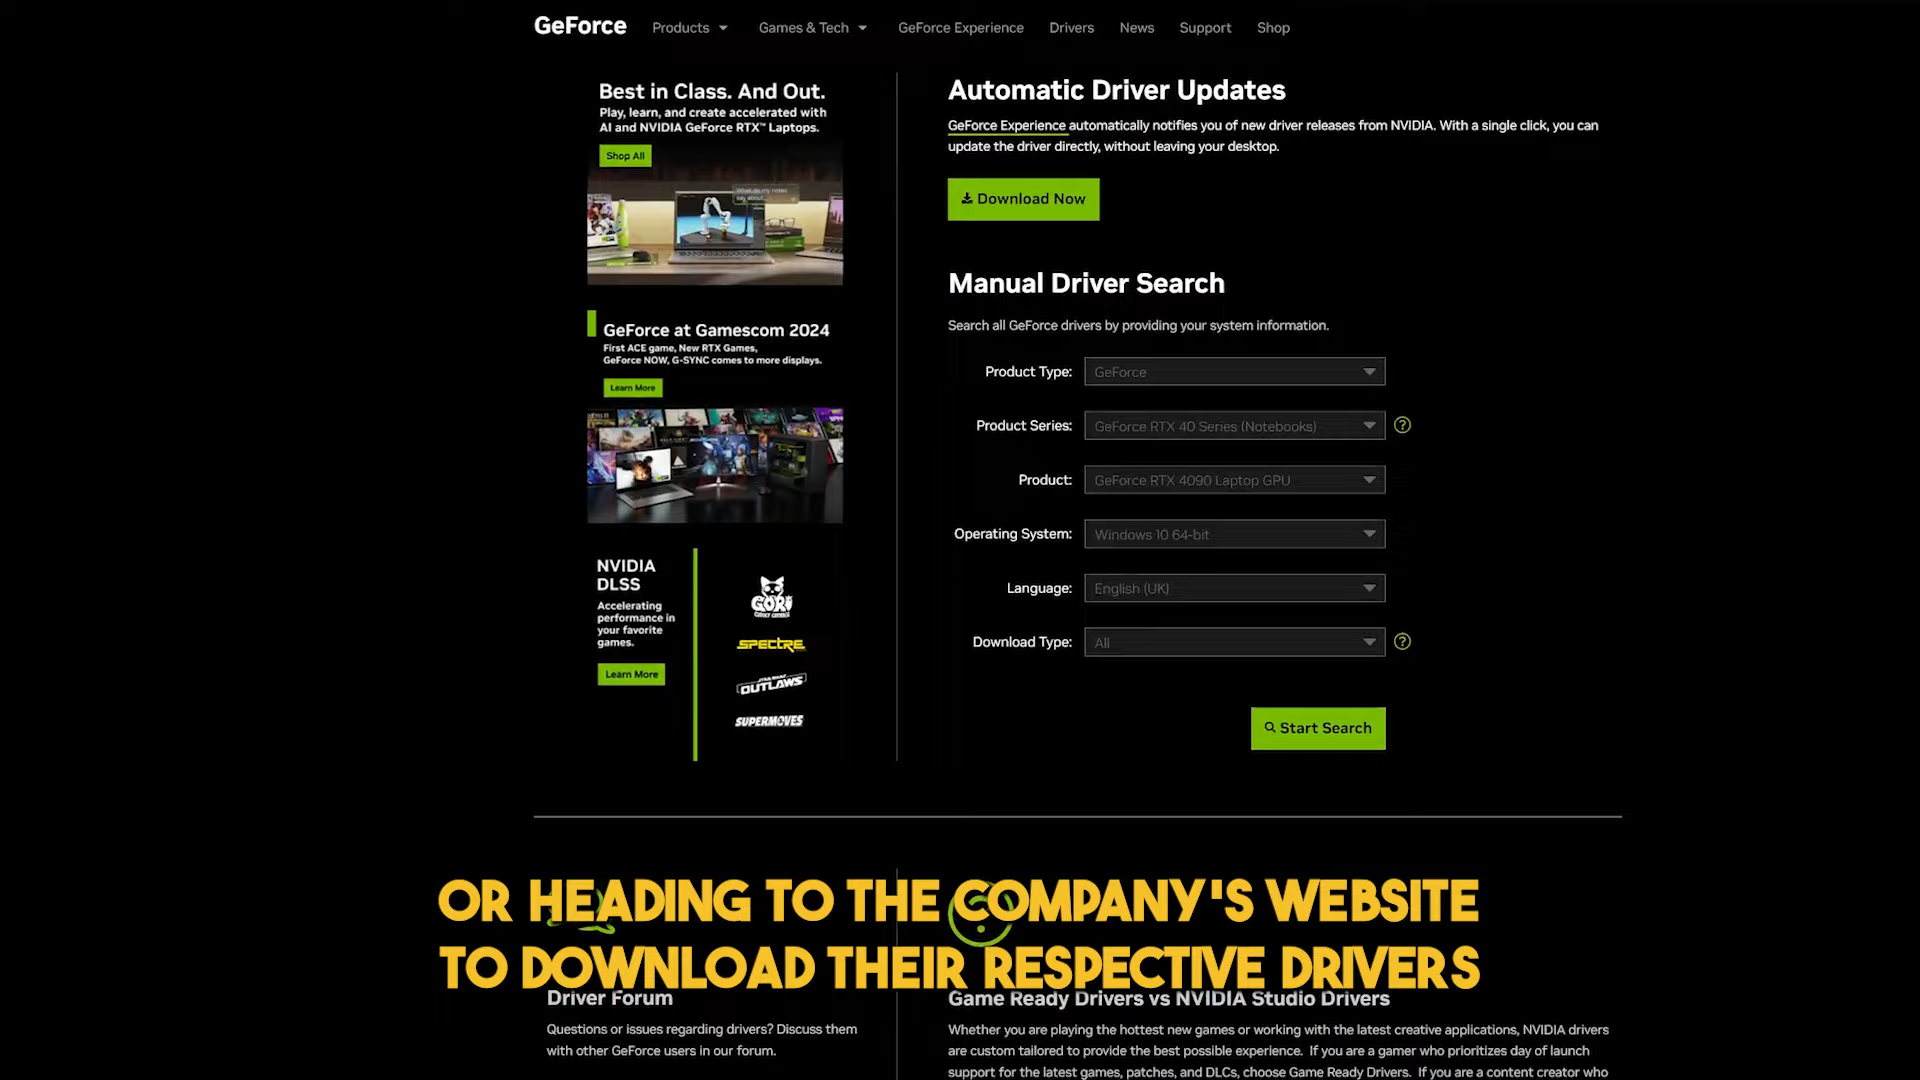 GeForce
Products
Games & Tech
GeForce Experience
Drivers
News
Support
Shop
Best in Class. And Out.
Play, learn, and create accelerated with
AI and NVIDIA GeForce RTX™ Laptops.
Shop All
GeForce at Gamescom 2024
First ACE game, New RTX Games,
GeForce NOW, G-SYNC comes to more displays.
Learn More
NVIDIA
DLSS
Accelerating
performance in
your favorite
games.
Learn More
GORI
SPECTRE
STAR WARS
OUTLAWS
SUPERMOVES
Automatic Driver Updates
GeForce Experience automatically notifies you of new driver releases from NVIDIA. With a single click, you can
update the driver directly, without leaving your desktop.
Download Now
Manual Driver Search
Search all GeForce drivers by providing your system information.
Product Type: GeForce
Product Series: GeForce RTX 40 Series (Notebooks) ?
Product: GeForce RTX 4090 Laptop GPU
Operating System: Windows 10 64-bit
Language: English (UK)
Download Type: All ?
Start Search
OR HEADING TO THE COMPANY'S WEBSITE
TO DOWNLOAD THEIR RESPECTIVE DRIVERS
Driver Forum
Questions or issues regarding drivers? Discuss them
with other GeForce users in our forum.
Game Ready Drivers vs NVIDIA Studio Drivers
Whether you are playing the hottest new games or working with the latest creative applications, NVIDIA drivers
are custom tailored to provide the best possible experience. If you are a gamer who prioritizes day of launch
support for the latest games, patches, and DLCs, choose Game Ready Drivers. If you are a content creator who